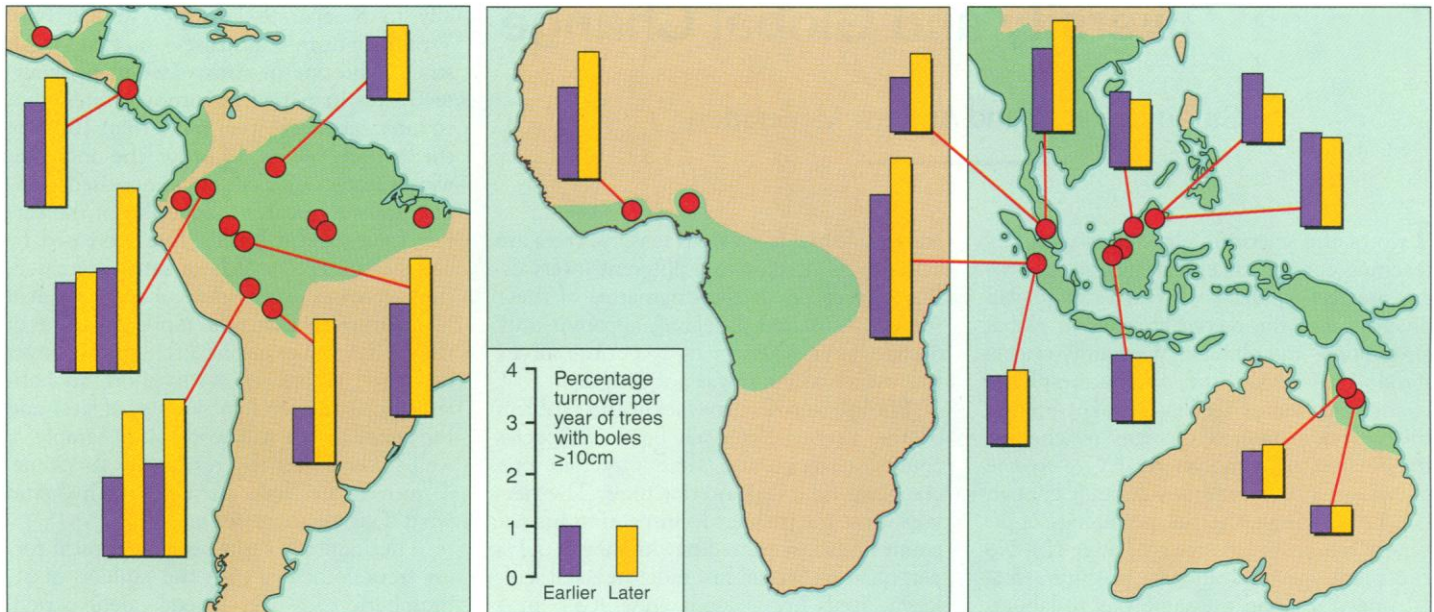 4
3
2
1
0
Percentage
turnover per
year of trees
with boles
≥10cm
Earlier
Later